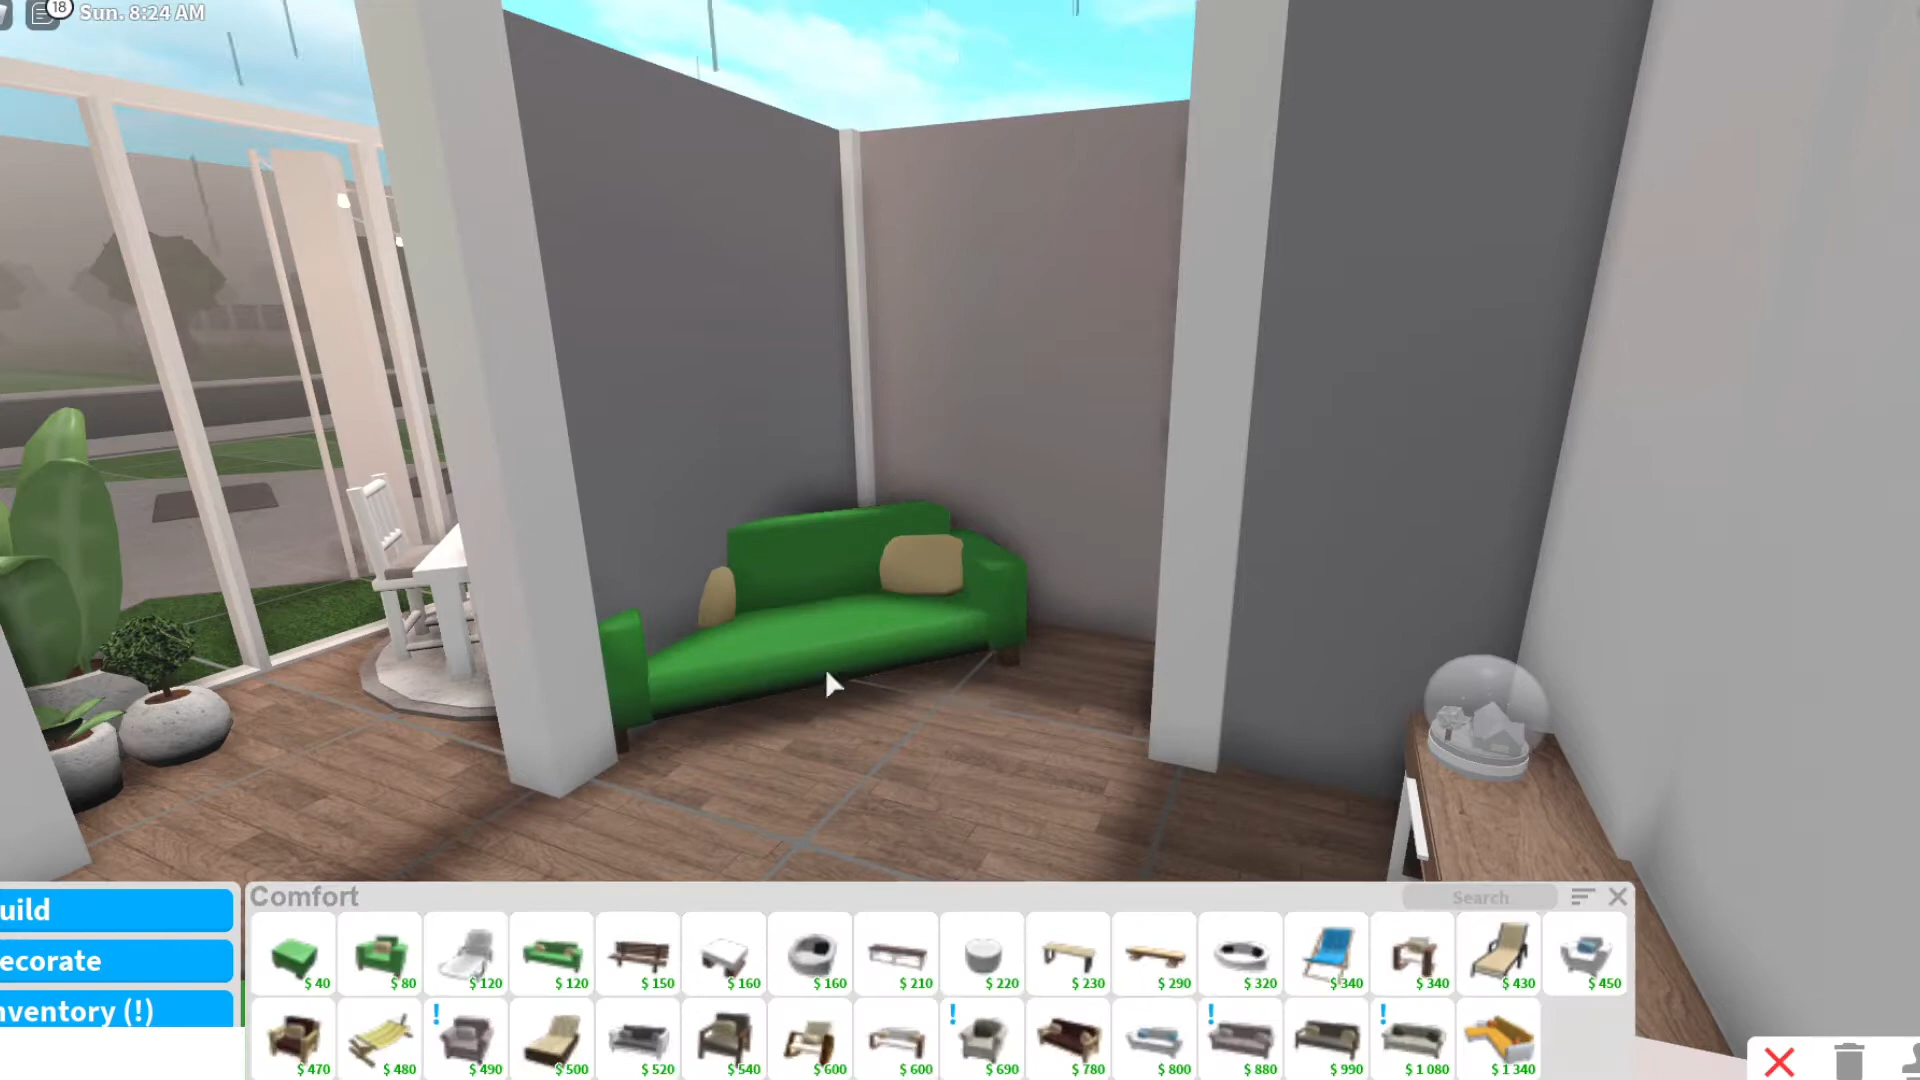 18 Sun. 8:24 AM
uild
ecorate
nventory (!)
Comfort
Search
$ 40 $ 80 $ 120 $ 120 $ 150 $ 160 $ 160 $ 210 $ 220 $ 230 $ 290 $ 320 $ 340 $ 340 $ 430 $ 450
! ! ! !
$ 470 $ 480 $ 490 $ 500 $ 520 $ 540 $ 600 $ 600 $ 690 $ 780 $ 800 $ 880 $ 990 $ 1 080 $ 1 340